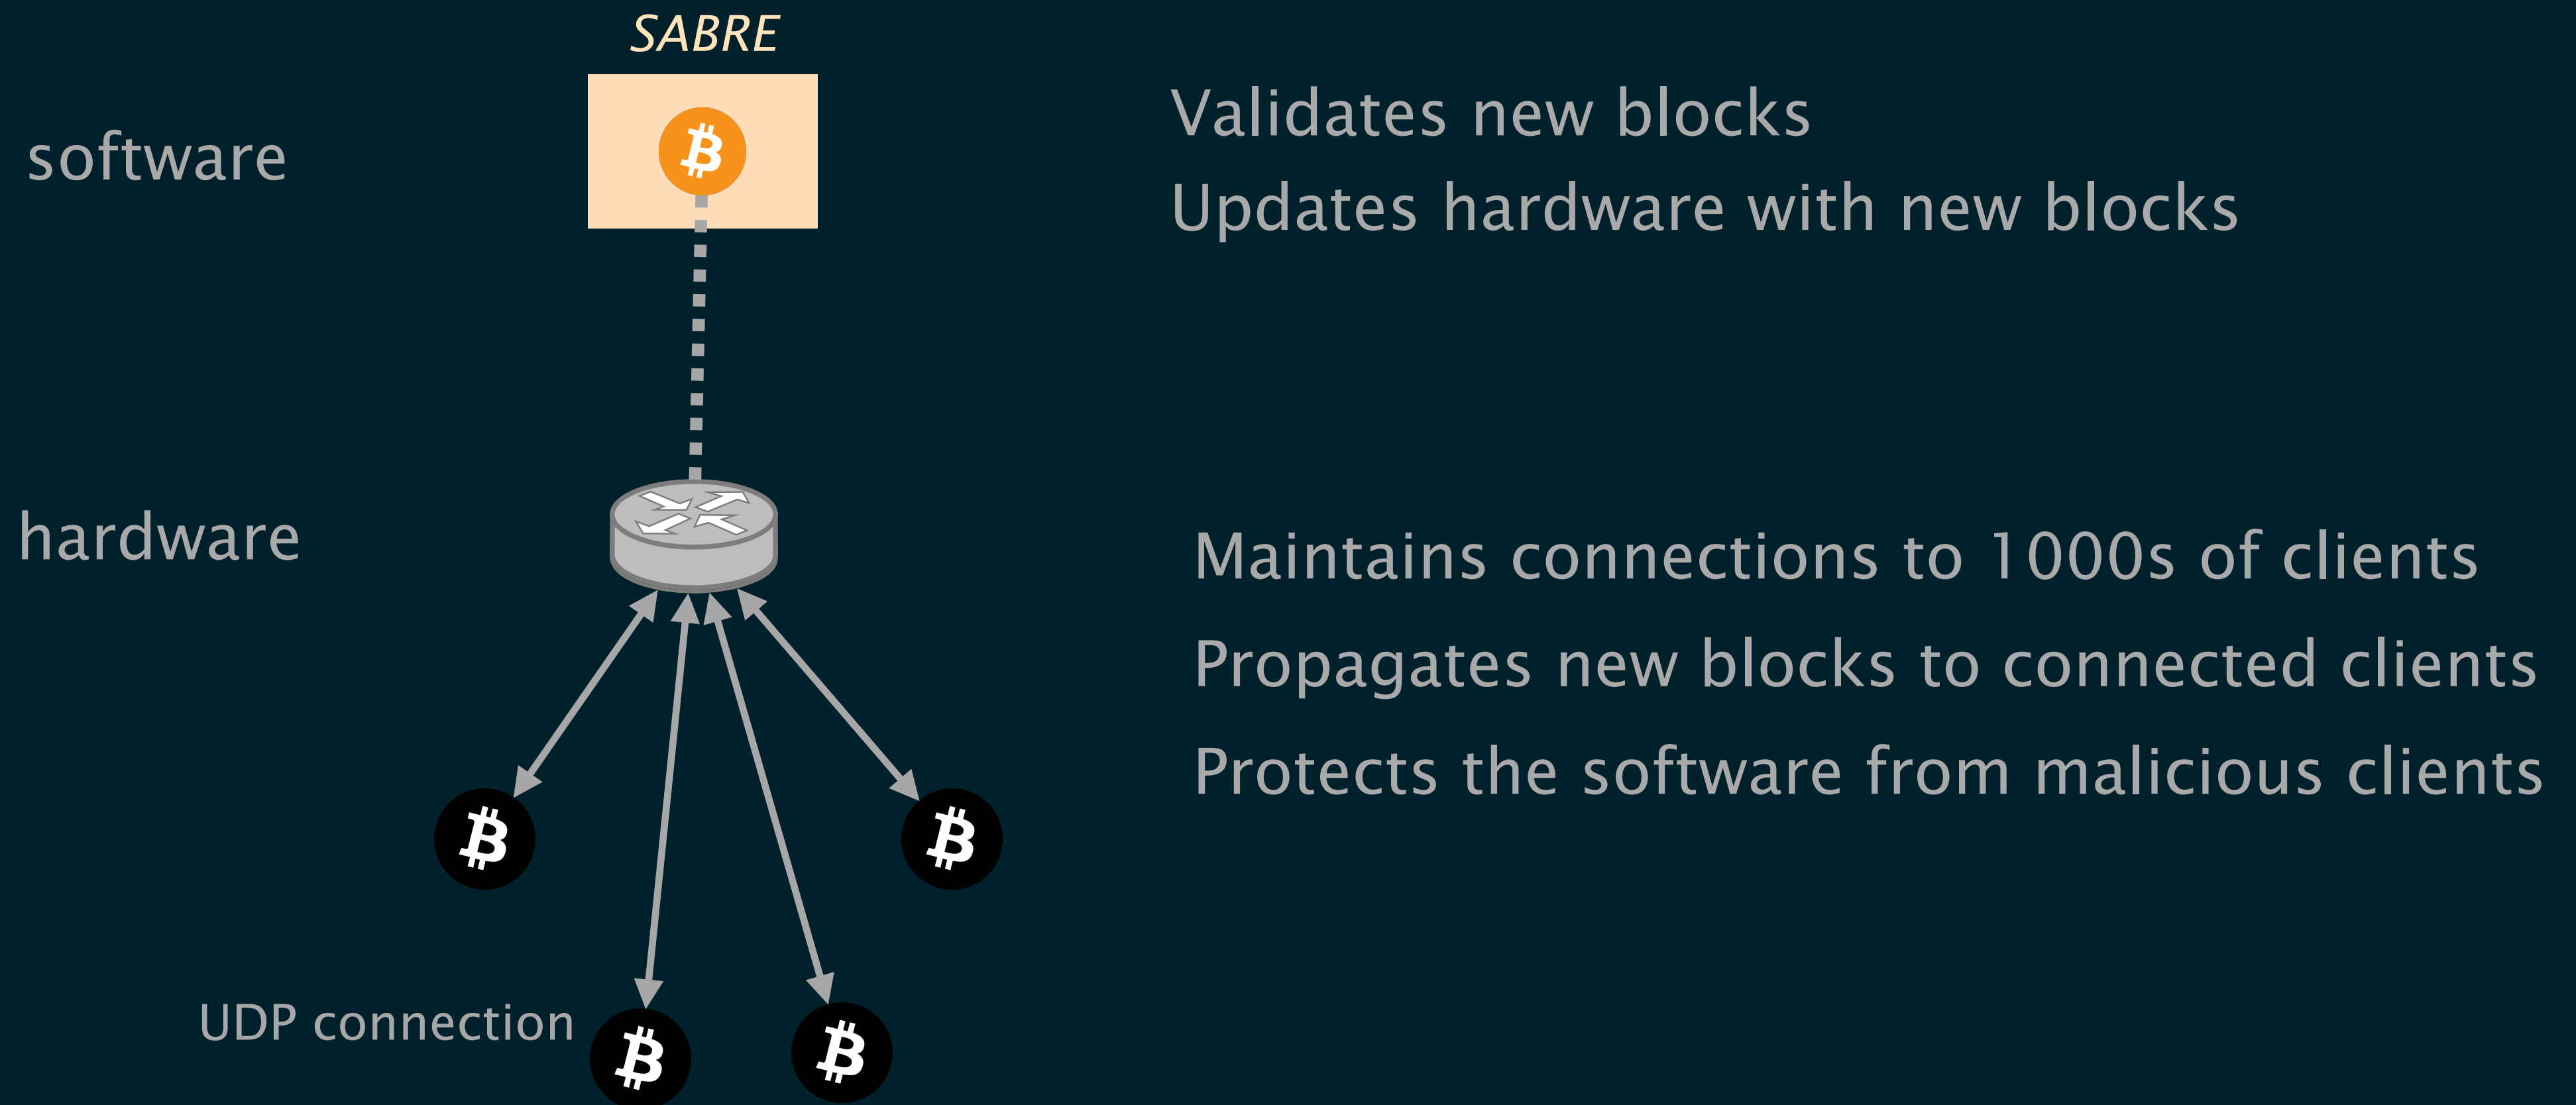 SABRE
software
Validates new blocks
Updates hardware with new blocks
hardware
Maintains connections to 1000s of clients
Propagates new blocks to connected clients
Protects the software from malicious clients
UDP connection